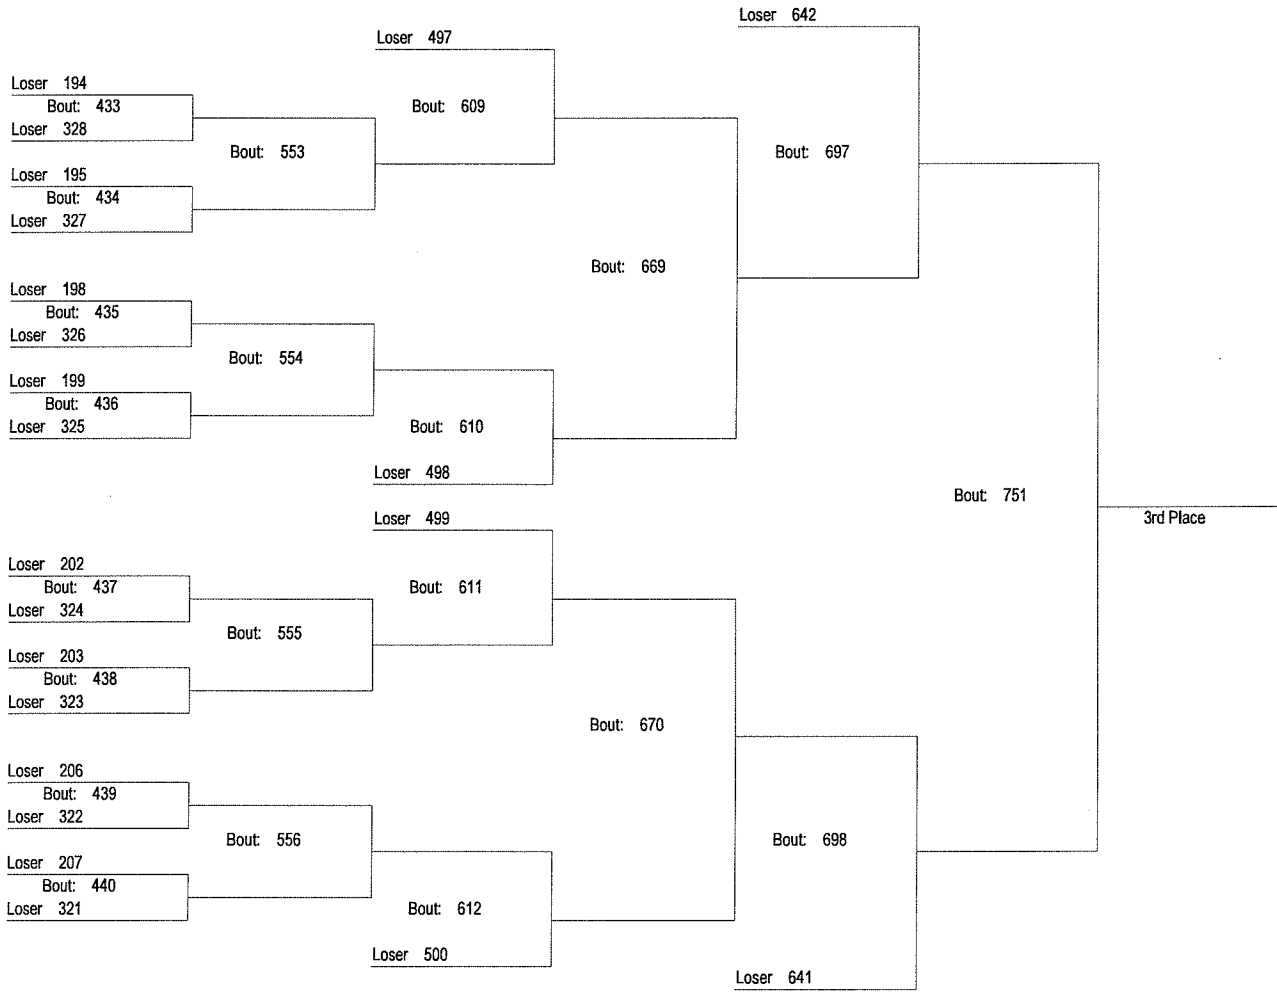 Loser 642
Loser 497
Loser 194
Bout: 433
Bout: 609
Loser 328
Bout: 553
Bout: 697
Loser 195
Bout: 434
Loser 327
Bout: 669
Loser 198
Bout: 435
Loser 326
Bout: 554
Loser 199
Bout: 436
Loser 325
Bout: 610
Loser 498
Bout: 751
Loser 499
3rd Place
Loser 202
Bout: 437
Bout: 611
Loser 324
Bout: 555
Loser 203
Bout: 438
Loser 323
Bout: 670
Loser 206
Bout: 439
Loser 322
Bout: 556
Bout: 698
Loser 207
Bout: 440
Loser 321
Bout: 612
Loser 500
Loser 641